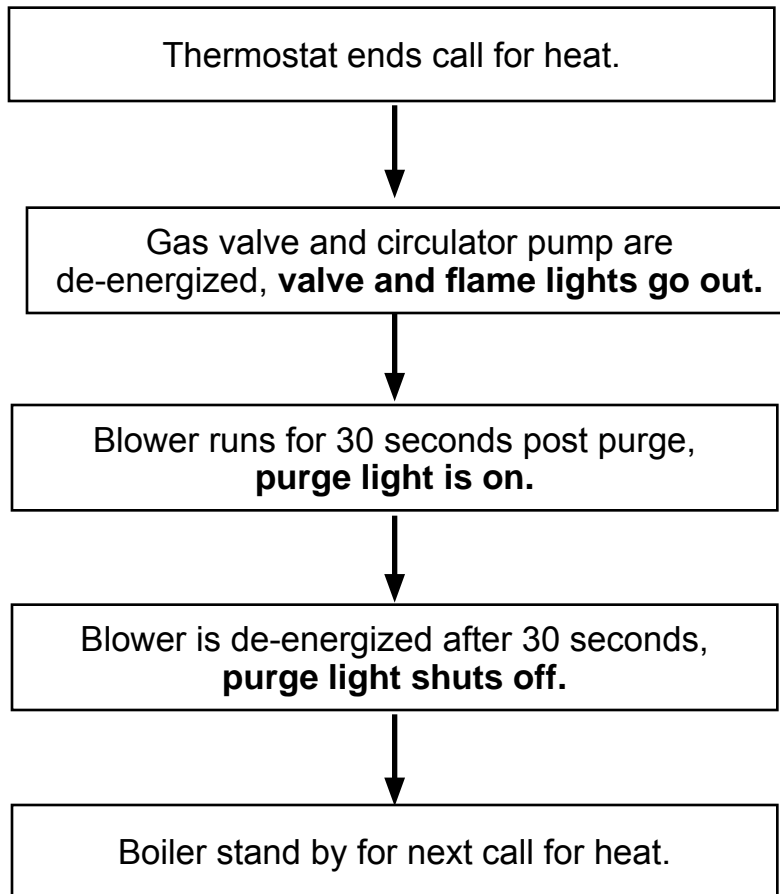 Thermostat ends call for heat.
Gas valve and circulator pump are
de-energized, valve and flame lights go out.
Blower runs for 30 seconds post purge,
purge light is on.
Blower is de-energized after 30 seconds,
purge light shuts off.
Boiler stand by for next call for heat.